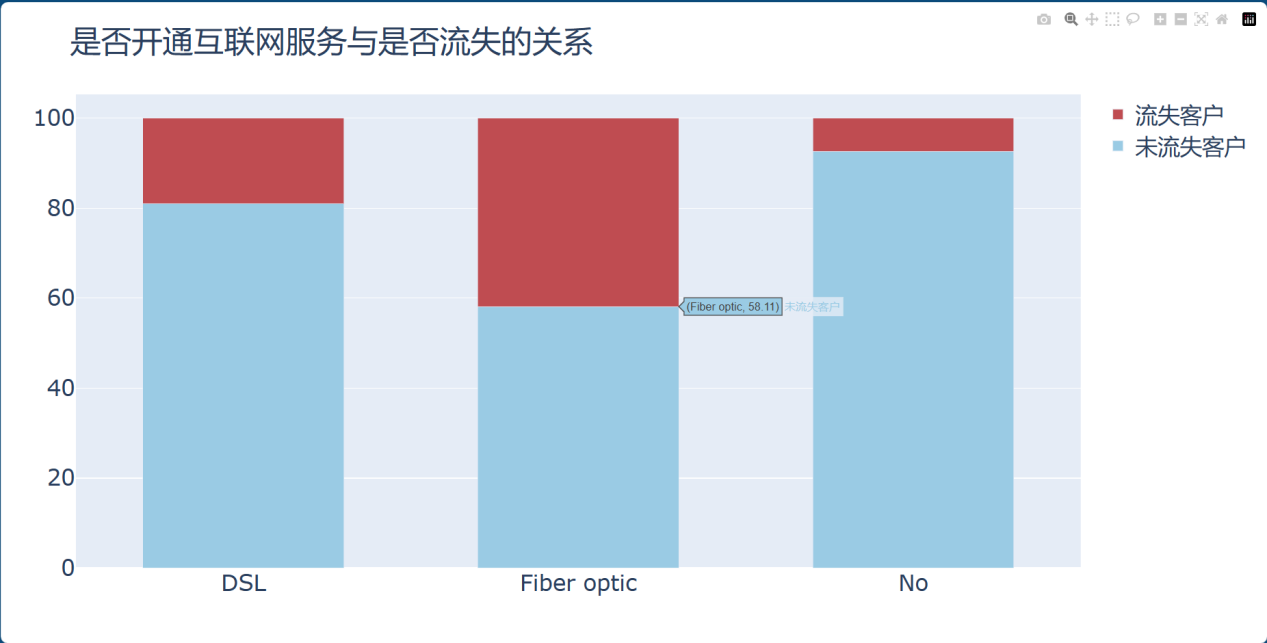 是否开通互联网服务与是否流失的关系
100
80
60
40
20
0
DSL
Fiber optic
No
(Fiber optic, 58.11) 未流失客户
流失客户
未流失客户